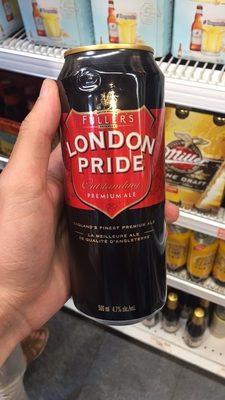 FULLER'S
LONDON
PRIDE
Outstanding
PREMIUM ALE
ENGLAND'S FINEST PREMIUM ALE
LA MEILLEURE ALE
DE QUALITÉ D'ANGLETERRE
500 ml 4.7% alc./vol.
Miller